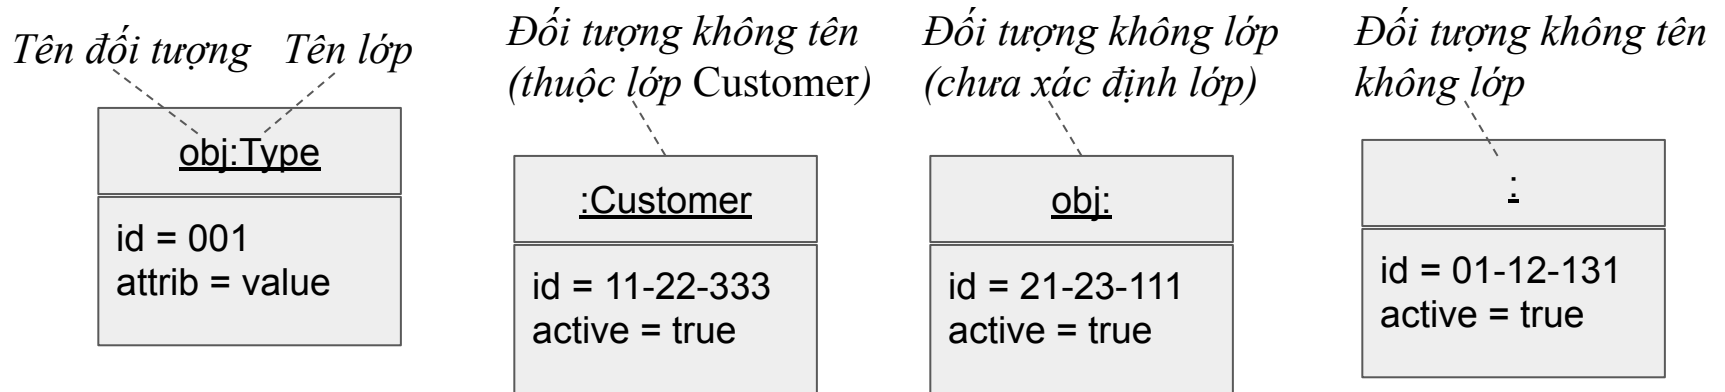 Tên đối tượng
Tên lớp
obj:Type
id = 001
attrib = value
Đối tượng không tên
(thuộc lớp Customer)
:Customer
id = 11-22-333
active = true
Đối tượng không lớp
(chưa xác định lớp)
obj:
id = 21-23-111
active = true
Đối tượng không tên
không lớp
:
id = 01-12-131
active = true